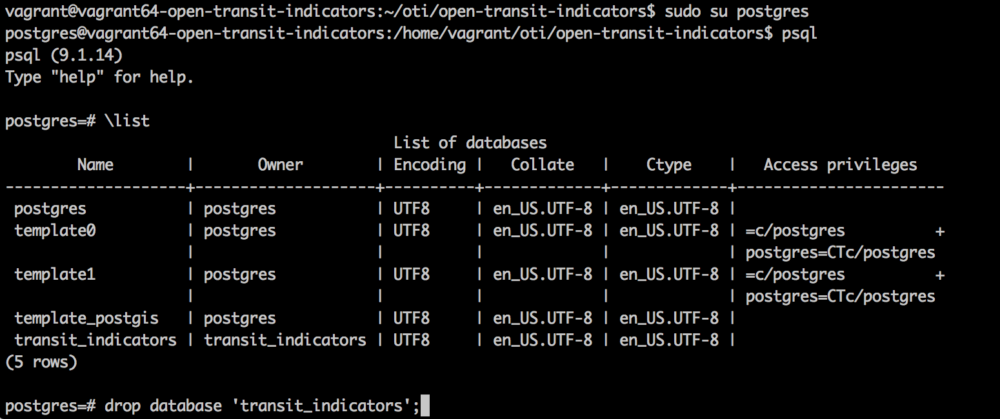 vagrant@vagrant64-open-transit-indicators:~/oti/open-transit-indicators$ sudo su postgres
postgres@vagrant64-open-transit-indicators:/home/vagrant/oti/open-transit-indicators$ psql
psql (9.1.14)
Type "help" for help.

postgres=# \list
                                           List of databases
        Name        |       Owner        | Encoding |   Collate   |    Ctype    |   Access privileges
--------------------+--------------------+----------+-------------+-------------+-----------------------
 postgres           | postgres           | UTF8     | en_US.UTF-8 | en_US.UTF-8 |
 template0          | postgres           | UTF8     | en_US.UTF-8 | en_US.UTF-8 | =c/postgres          +
                    |                    |          |             |             | postgres=CTc/postgres
 template1          | postgres           | UTF8     | en_US.UTF-8 | en_US.UTF-8 | =c/postgres          +
                    |                    |          |             |             | postgres=CTc/postgres
 template_postgis   | postgres           | UTF8     | en_US.UTF-8 | en_US.UTF-8 |
 transit_indicators | transit_indicators | UTF8     | en_US.UTF-8 | en_US.UTF-8 |
(5 rows)

postgres=# drop database 'transit_indicators';